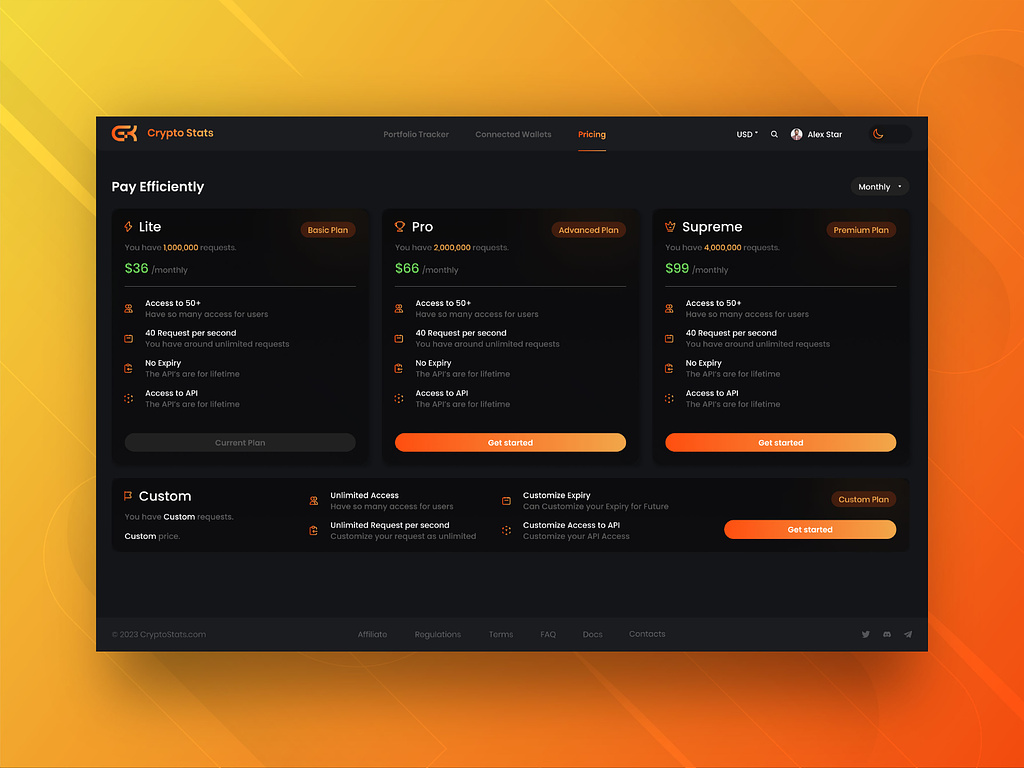 Crypto Stats
Portfolio Tracker
Connected Wallets
Pricing
USD
Alex Star
Pay Efficiently
Monthly
Lite
Basic Plan
You have 1,000,000 requests.
$36 /monthly
Access to 50+
Have so many access for users
40 Request per second
You have around unlimited requests
No Expiry
The API's are for lifetime
Access to API
The API's are for lifetime
Current Plan
Pro
Advanced Plan
You have 2,000,000 requests.
$66 /monthly
Access to 50+
Have so many access for users
40 Request per second
You have around unlimited requests
No Expiry
The API's are for lifetime
Access to API
The API's are for lifetime
Get started
Supreme
Premium Plan
You have 4,000,000 requests.
$99 /monthly
Access to 50+
Have so many access for users
40 Request per second
You have around unlimited requests
No Expiry
The API's are for lifetime
Access to API
The API's are for lifetime
Get started
Custom
You have Custom requests.
Custom price.
Unlimited Access
Have so many access for users
Unlimited Request per second
Customize your request as unlimited
Customize Expiry
Can Customize your Expiry for Future
Customize Access to API
Customize your API Access
Custom Plan
Get started
© 2023 CryptoStats.com
Affiliate
Regulations
Terms
FAQ
Docs
Contacts